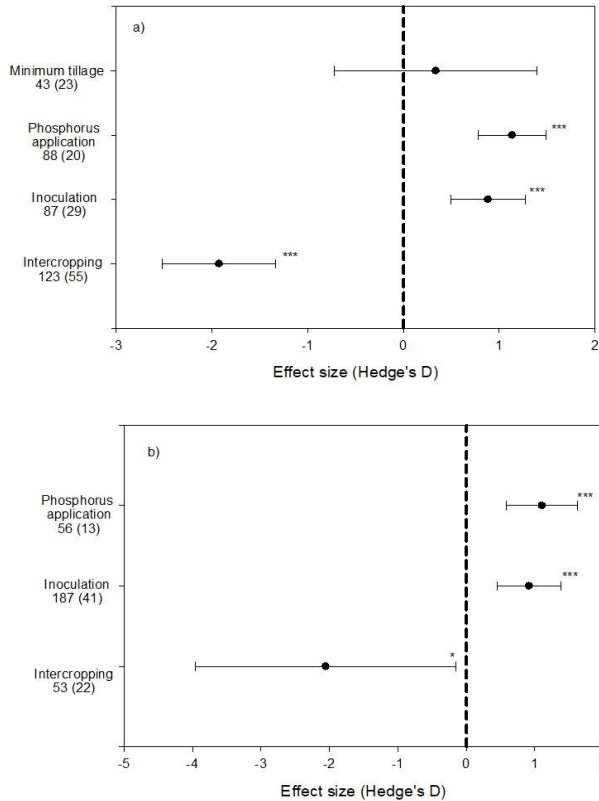 a)
Minimum tillage
43 (23)
Phosphorus
application
88 (20)
***
Inoculation
87 (29)
***
Intercropping
123 (55)
***
-3 -2 -1 0 1 2
Effect size (Hedge's D)
b)
Phosphorus
application
56 (13)
***
Inoculation
187 (41)
***
Intercropping
53 (22)
*
-5 -4 -3 -2 -1 0 1
Effect size (Hedge's D)